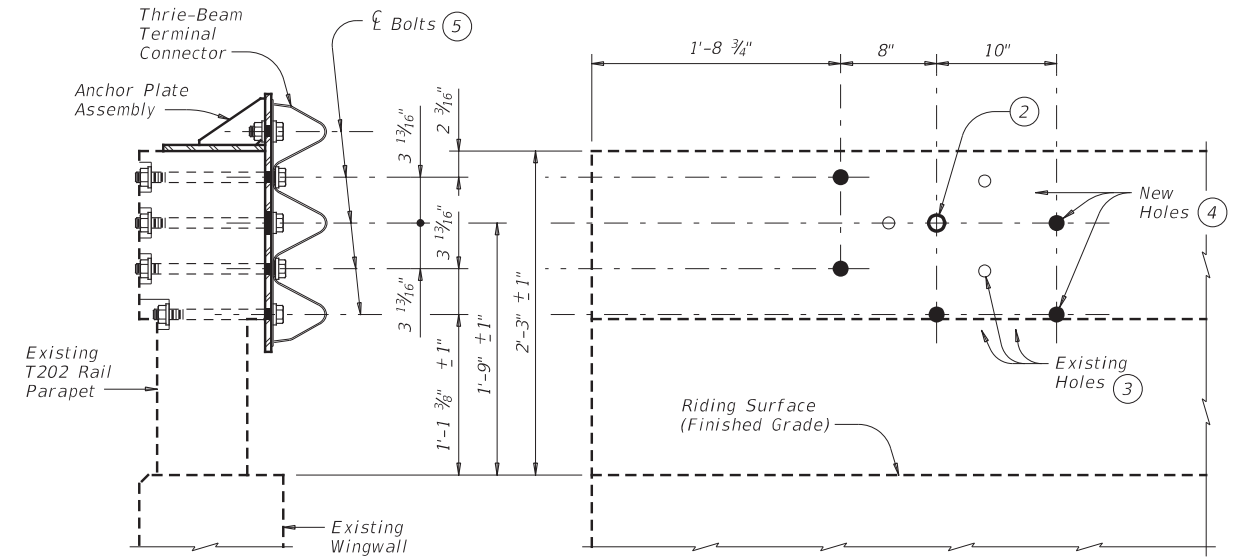 Thrie-Beam
Terminal
Connector
℄ Bolts 5
Anchor Plate
Assembly
3 13/16"
2 3/16"
3 13/16"
3 13/16"
1'-1 3/8" ±1"
1'-9" ±1"
2'-3" ±1"
Existing
T202 Rail
Parapet
Existing
Wingwall
1'-8 3/4"
8"
10"
2
New
Holes 4
Existing
Holes 3
Riding Surface
(Finished Grade)